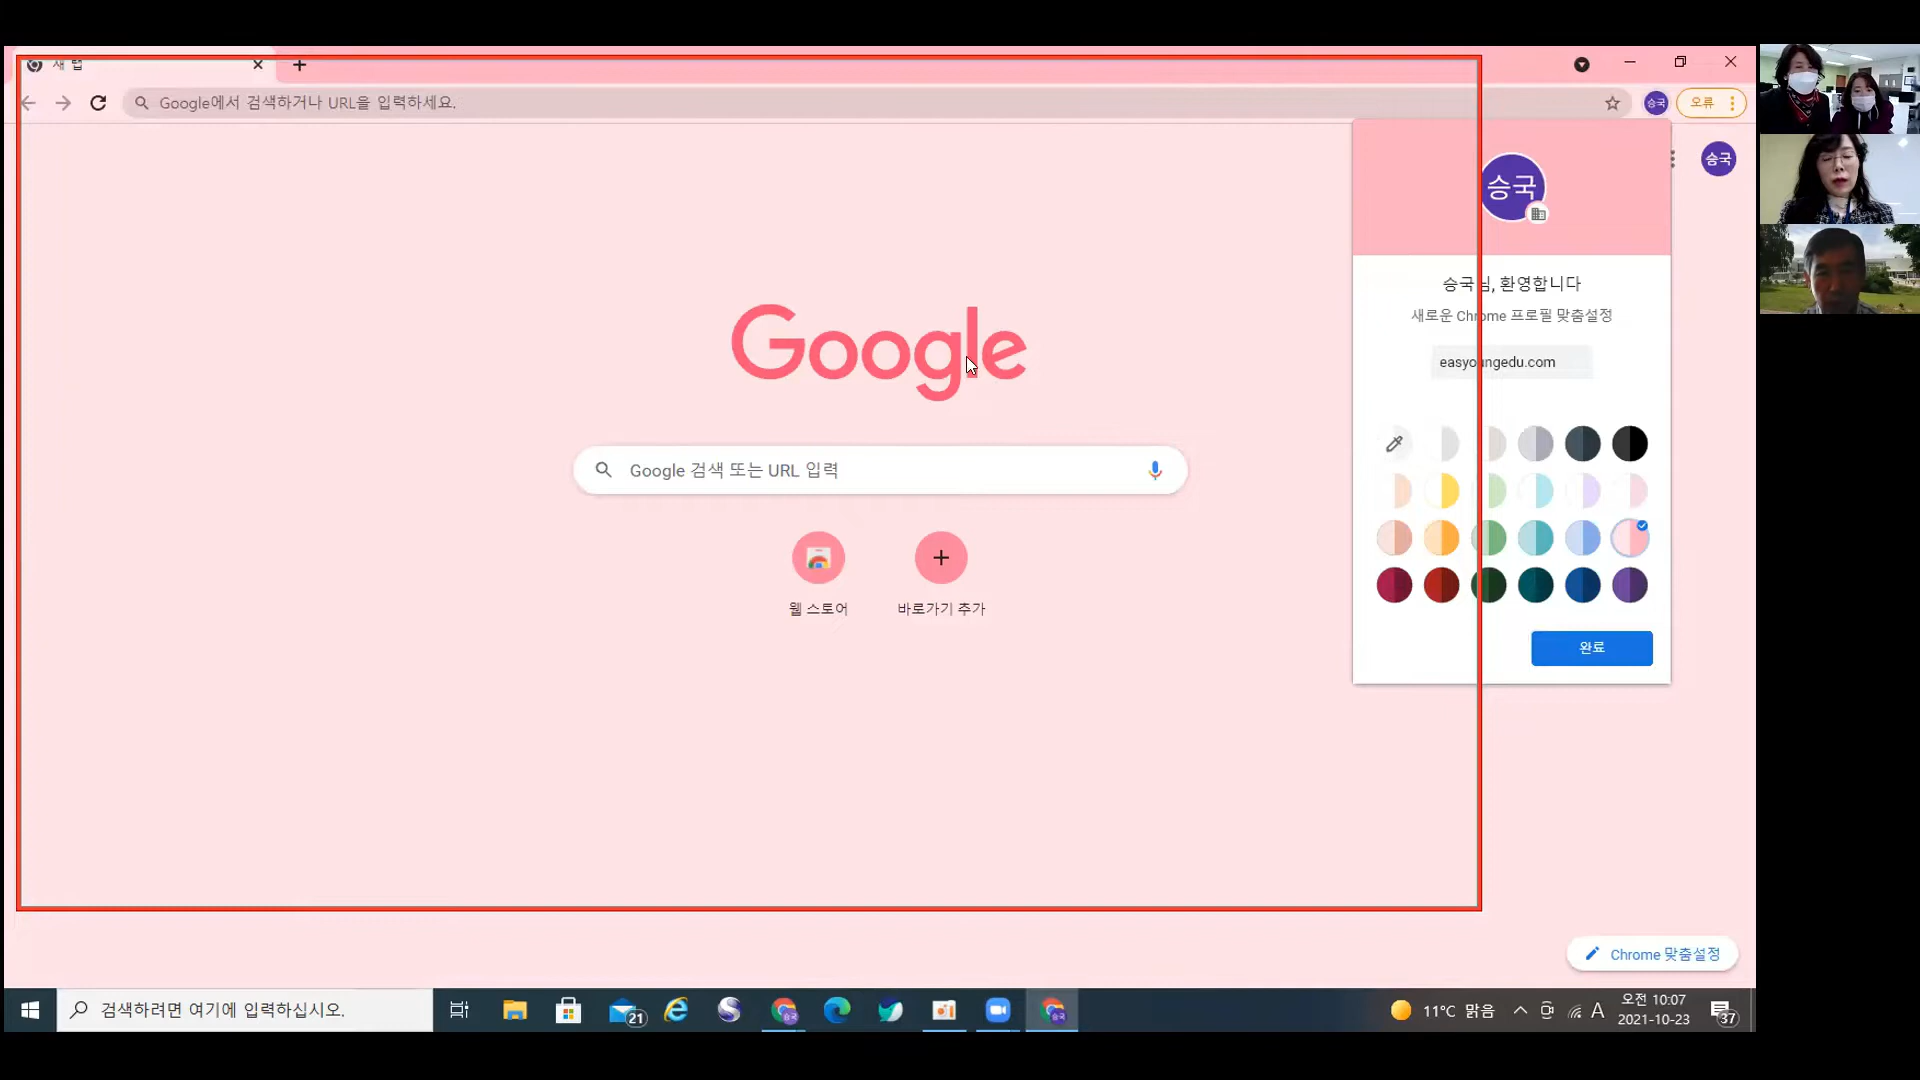 새 탭
Google에서 검색하거나 URL을 입력하세요.
승국
오류
승국
승국
승국님, 환영합니다
새로운 Chrome 프로필 맞춤설정
easyoungedu.com
Google
Google 검색 또는 URL 입력
웹 스토어
바로가기 추가
완료
Chrome 맞춤설정
검색하려면 여기에 입력하십시오.
21
11°C 맑음
A
오전 10:07
2021-10-23
37